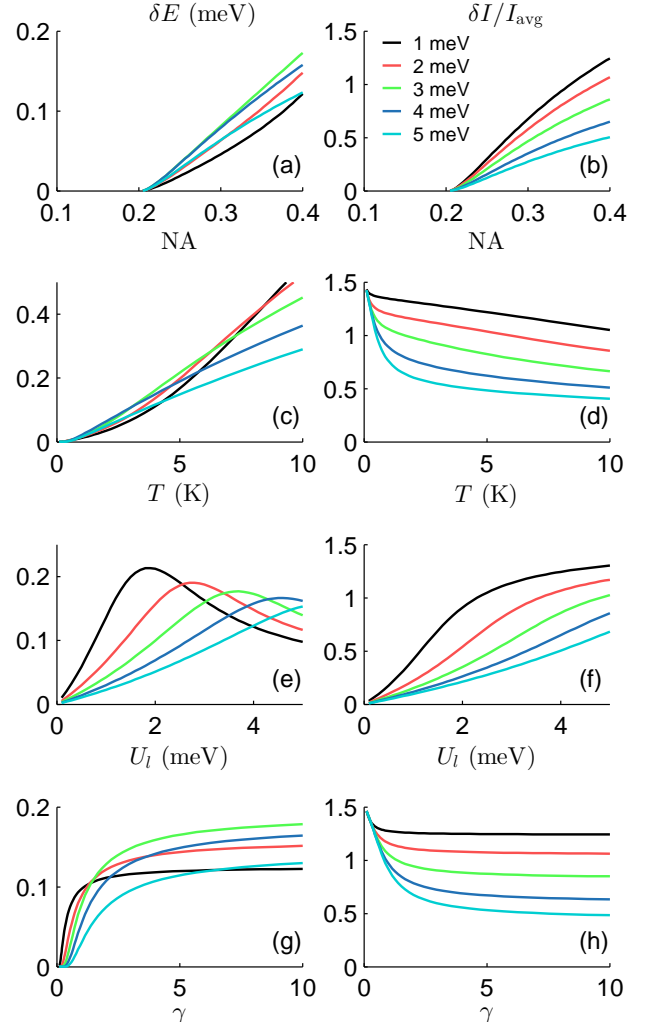 δE (meV) δI/I_avg
0.2 1.5
1 meV
2 meV
1 3 meV
0.1 4 meV
0.5 5 meV
(a) (b)
0 0
0.1 0.2 0.3 0.4 0.1 0.2 0.3 0.4
NA NA
1.5
0.4
1
0.2
0.5
(c) (d)
0 0
0 5 10 0 5 10
T (K) T (K)
1.5
0.2
1
0.1
0.5
(e) (f)
0 0
0 2 4 0 2 4
U_l (meV) U_l (meV)
0.2 1.5
1
0.1
0.5
(g) (h)
0 0
0 5 10 0 5 10
γ γ